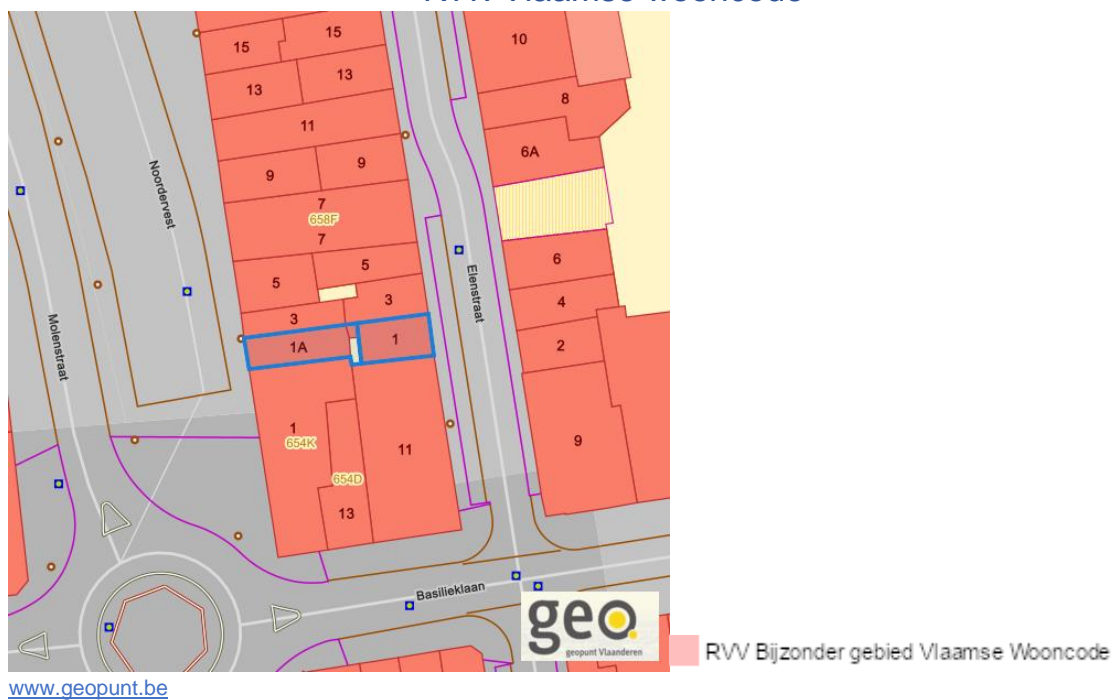 RVV Vlaamse wooncode
15
15
10
13
13
8
11
6A
9
9
Noordervest
7
658F
7
6
5
5
Elenstraat
3
4
3
Molenstraat
1A
1
2
1
654K
11
9
654D
13
Basilieklaan
geo
geopunt Vlaanderen
RVV Bijzonder gebied Vlaamse Wooncode
www.geopunt.be